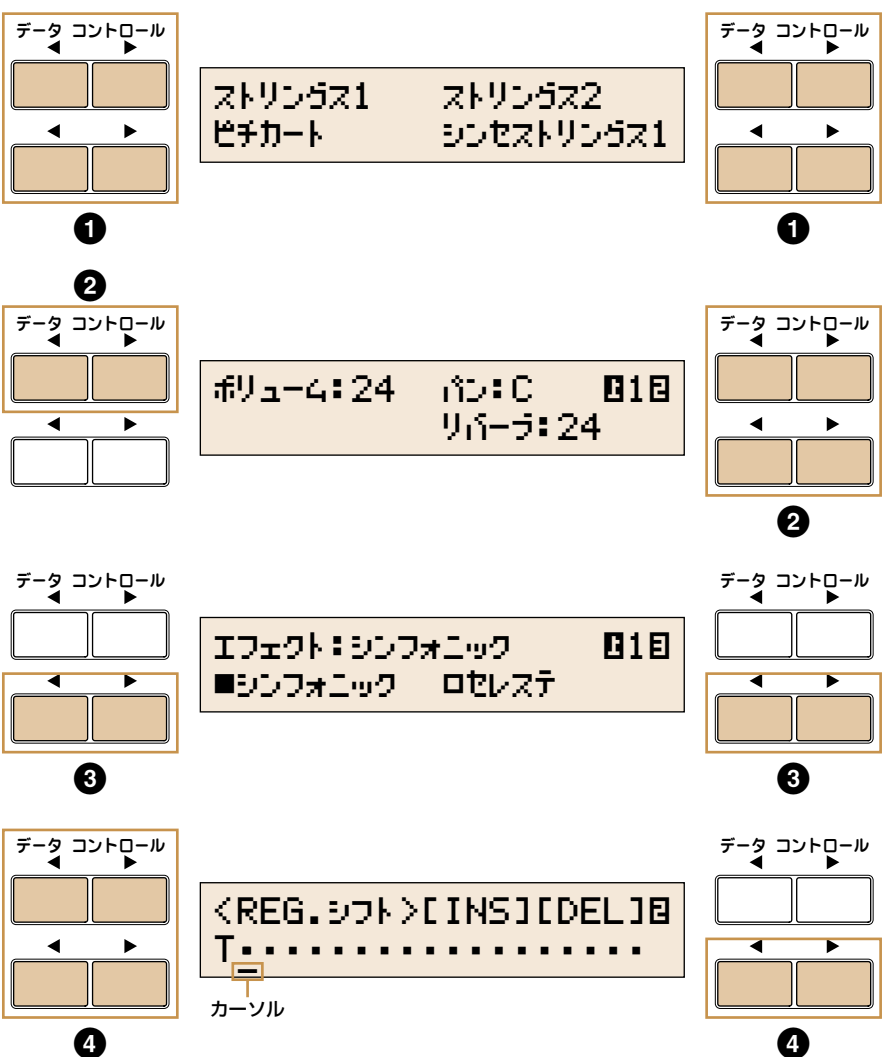 データ コントロール
◀ ▶
データ コントロール
◀ ▶
ストリングス1 ストリングス2
ピチカート シンセストリングス1
◀ ▶
◀ ▶
❶
❶
❷
データ コントロール
◀ ▶
データ コントロール
◀ ▶
ボリューム:24 パン:C 1 2
リバーブ:24
◀ ▶
◀ ▶
❷
データ コントロール
◀ ▶
データ コントロール
◀ ▶
エフェクト:シンフォニック 1 3
■シンフォニック □セレステ
◀ ▶
◀ ▶
❸
❸
データ コントロール
◀ ▶
データ コントロール
◀ ▶
<REG.シフト>[INS][DEL]2
T▪▪▪▪▪▪▪▪▪▪▪▪▪▪▪▪▪▪
◀ ▶
◀ ▶
カーソル
❹
❹